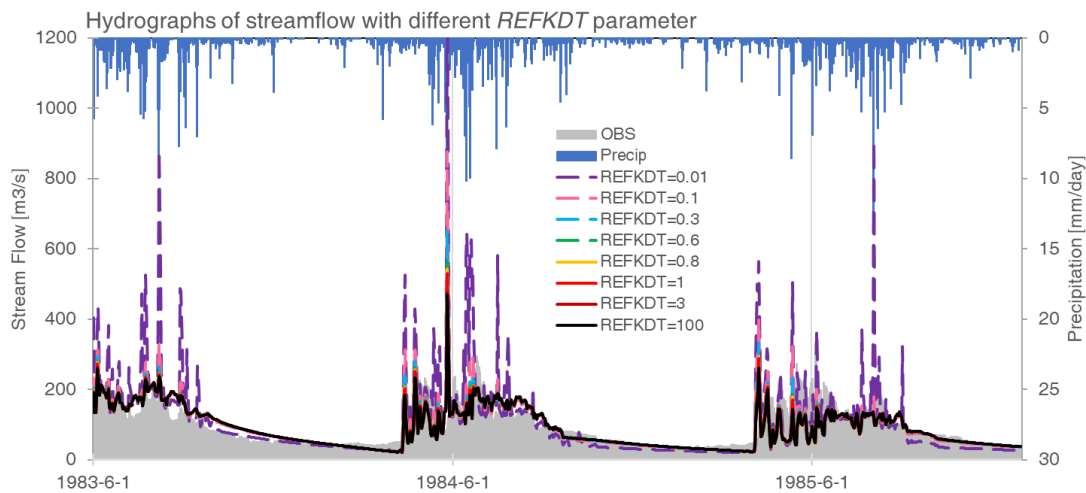 Hydrographs of streamflow with different REFKDT parameter
1200
1000
800
600
400
200
0
Stream Flow [m3/s]
0
5
10
15
20
25
30
Precipitation [mm/day]
OBS
Precip
REFKDT=0.01
REFKDT=0.1
REFKDT=0.3
REFKDT=0.6
REFKDT=0.8
REFKDT=1
REFKDT=3
REFKDT=100
1983-6-1
1984-6-1
1985-6-1